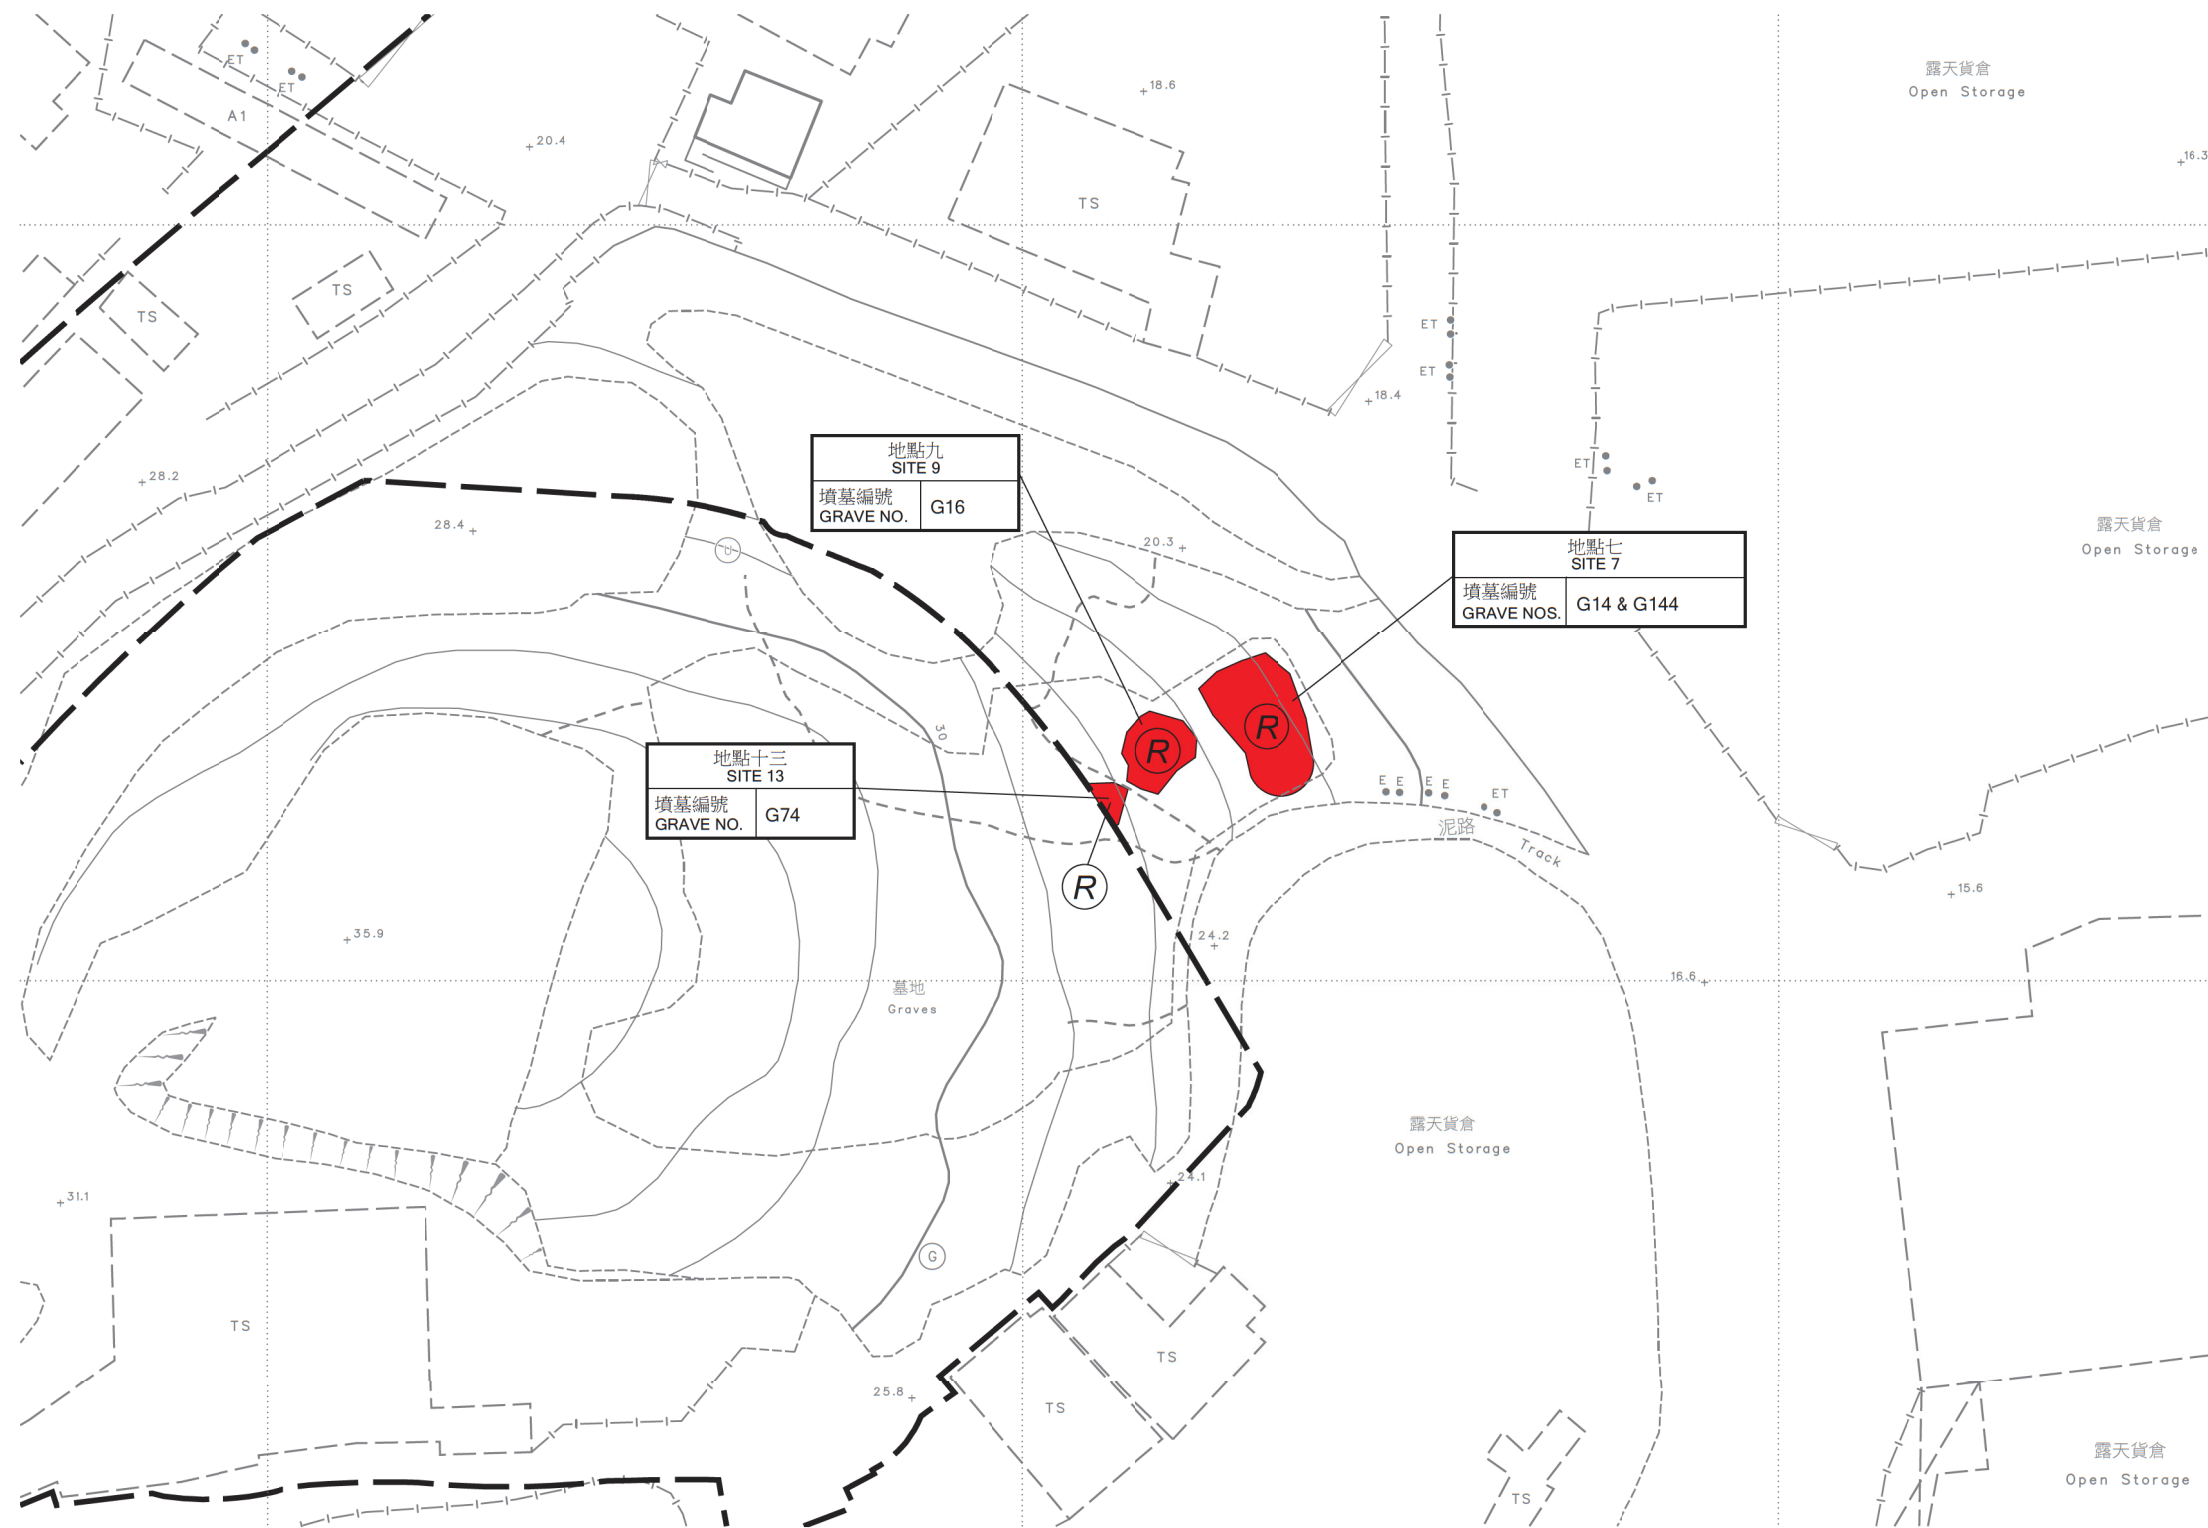 ET
ET
A1
20.4
18.6
露天貨倉
Open Storage
16.3
TS
TS
TS
ET
ET
18.4
28.2
28.4
U
地點九
SITE 9
墳墓編號
GRAVE NO.
G16
20.3
ET
ET
露天貨倉
Open Storage
地點七
SITE 7
墳墓編號
GRAVE NOS.
G14 & G144
30
R
R
地點十三
SITE 13
墳墓編號
GRAVE NO.
G74
E E E E ET
泥路
Track
R
15.6
35.9
24.2
16.6
墓地
Graves
露天貨倉
Open Storage
31.1
24.1
G
TS
TS
25.8
TS
露天貨倉
Open Storage
TS